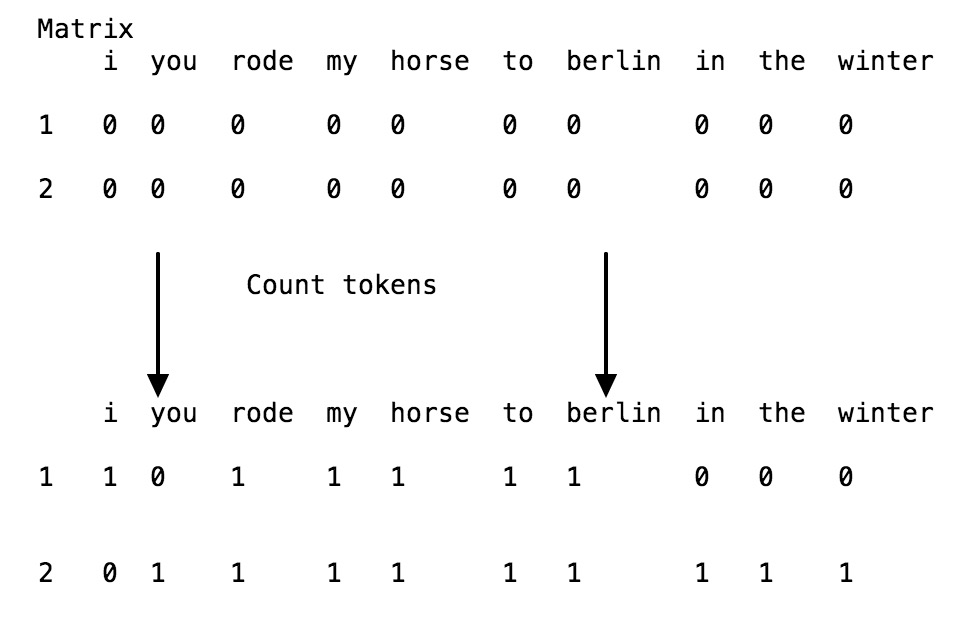 Matrix
i you rode my horse to berlin in the winter
1 0 0 0 0 0 0 0 0 0 0
2 0 0 0 0 0 0 0 0 0 0
Count tokens
i you rode my horse to berlin in the winter
1 1 0 1 1 1 1 1 0 0 0
2 0 1 1 1 1 1 1 1 1 1